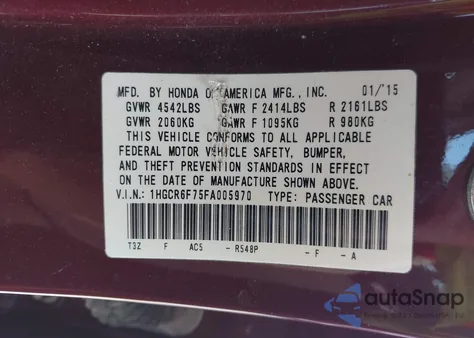 MFD. BY HONDA OF AMERICA MFG., INC. 01/15
GVWR 4542LBS GAWR F 2414LBS R 2161LBS
GVWR 2060KG GAWR F 1095KG R 980KG
THIS VEHICLE CONFORMS TO ALL APPLICABLE
FEDERAL MOTOR VEHICLE SAFETY, BUMPER,
AND THEFT PREVENTION STANDARDS IN EFFECT
ON THE DATE OF MANUFACTURE SHOWN ABOVE.
V.I.N.: 1HGCR6F75FA005970 TYPE: PASSENGER CAR
T3Z F AC5 - R548P - F - A
autoSnap